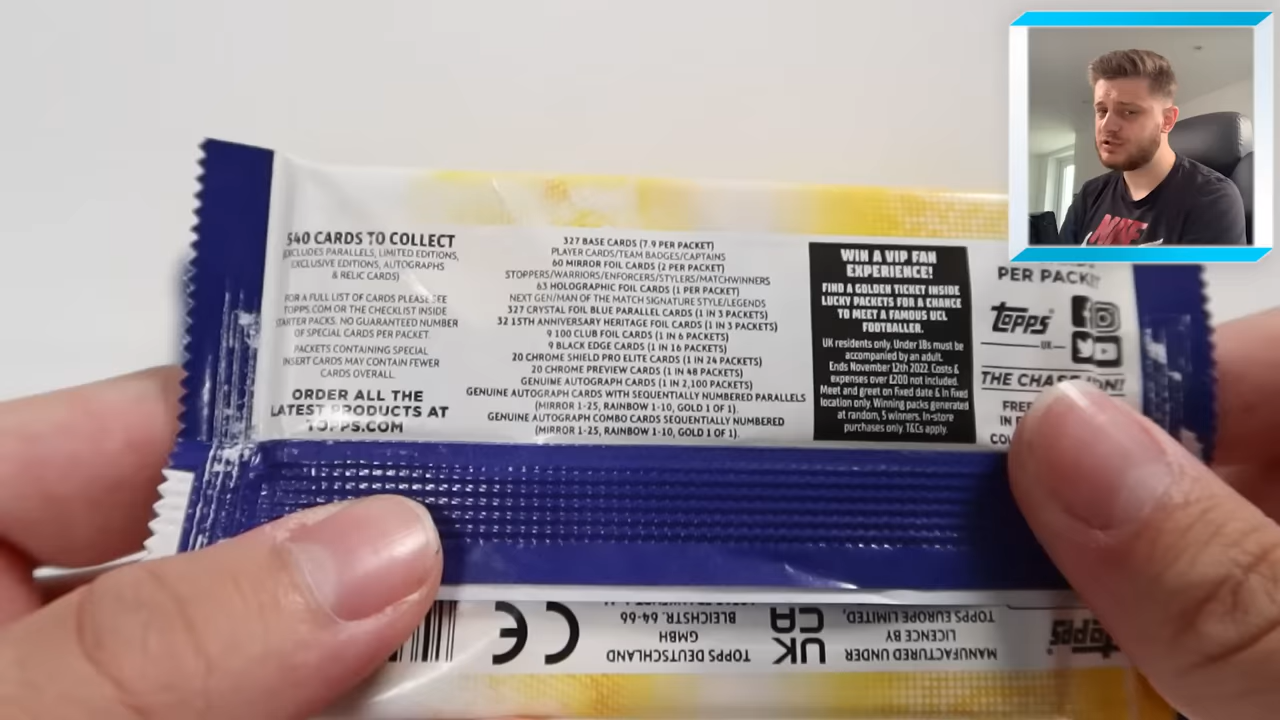 540 CARDS TO COLLECT
(EXCLUDES PARALLELS, LIMITED EDITIONS,
EXCLUSIVE EDITIONS, AUTOGRAPHS
& RELIC CARDS)
FOR A FULL LIST OF CARDS PLEASE SEE
TOPPS.COM OR THE CHECKLIST INSIDE
STARTER PACKS. NO GUARANTEED NUMBER
OF SPECIAL CARDS PER PACKET.
PACKETS CONTAINING SPECIAL
INSERT CARDS MAY CONTAIN FEWER
CARDS OVERALL.
ORDER ALL THE
LATEST PRODUCTS AT
TOPPS.COM
327 BASE CARDS (7.9 PER PACKET)
PLAYER CARDS/TEAM BADGES/CAPTAINS
60 MIRROR FOIL CARDS (2 PER PACKET)
STOPPERS/WARRIORS/ENFORCERS/STYLERS/MATCHWINNERS
63 HOLOGRAPHIC FOIL CARDS (1 PER PACKET)
NEXT GEN/MAN OF THE MATCH SIGNATURE STYLE/LEGENDS
327 CRYSTAL FOIL BLUE PARALLEL CARDS (1 IN 3 PACKETS)
32 15TH ANNIVERSARY HERITAGE FOIL CARDS (1 IN 3 PACKETS)
9 100 CLUB FOIL CARDS (1 IN 6 PACKETS)
9 BLACK EDGE CARDS (1 IN 16 PACKETS)
20 CHROME SHIELD PRO ELITE CARDS (1 IN 24 PACKETS)
20 CHROME PREVIEW CARDS (1 IN 48 PACKETS)
GENUINE AUTOGRAPH CARDS (1 IN 2,100 PACKETS)
GENUINE AUTOGRAPH CARDS WITH SEQUENTIALLY NUMBERED PARALLELS
(MIRROR 1-25, RAINBOW 1-10, GOLD 1 OF 1).
GENUINE AUTOGRAPH COMBO CARDS SEQUENTIALLY NUMBERED
(MIRROR 1-25, RAINBOW 1-10, GOLD 1 OF 1).
WIN A VIP FAN
EXPERIENCE!
FIND A GOLDEN TICKET INSIDE
LUCKY PACKETS FOR A CHANCE
TO MEET A FAMOUS UCL
FOOTBALLER.
UK residents only. Under 18s must be
accompanied by an adult.
Ends November 12th 2022. Costs &
expenses over £200 not included.
Meet and greet on fixed date & in fixed
location only. Winning packs generated
at random, 5 winners. In-store
purchases only. T&Cs apply.
PER PACKET
Topps
UK
THE CHAMPION!!
NIKE
MANUFACTURED UNDER
LICENCE BY
TOPPS EUROPE LIMITED,
UK
CA
TOPPS DEUTSCHLAND
GMBH
BLEICHSTR. 64-66
CE
Topps